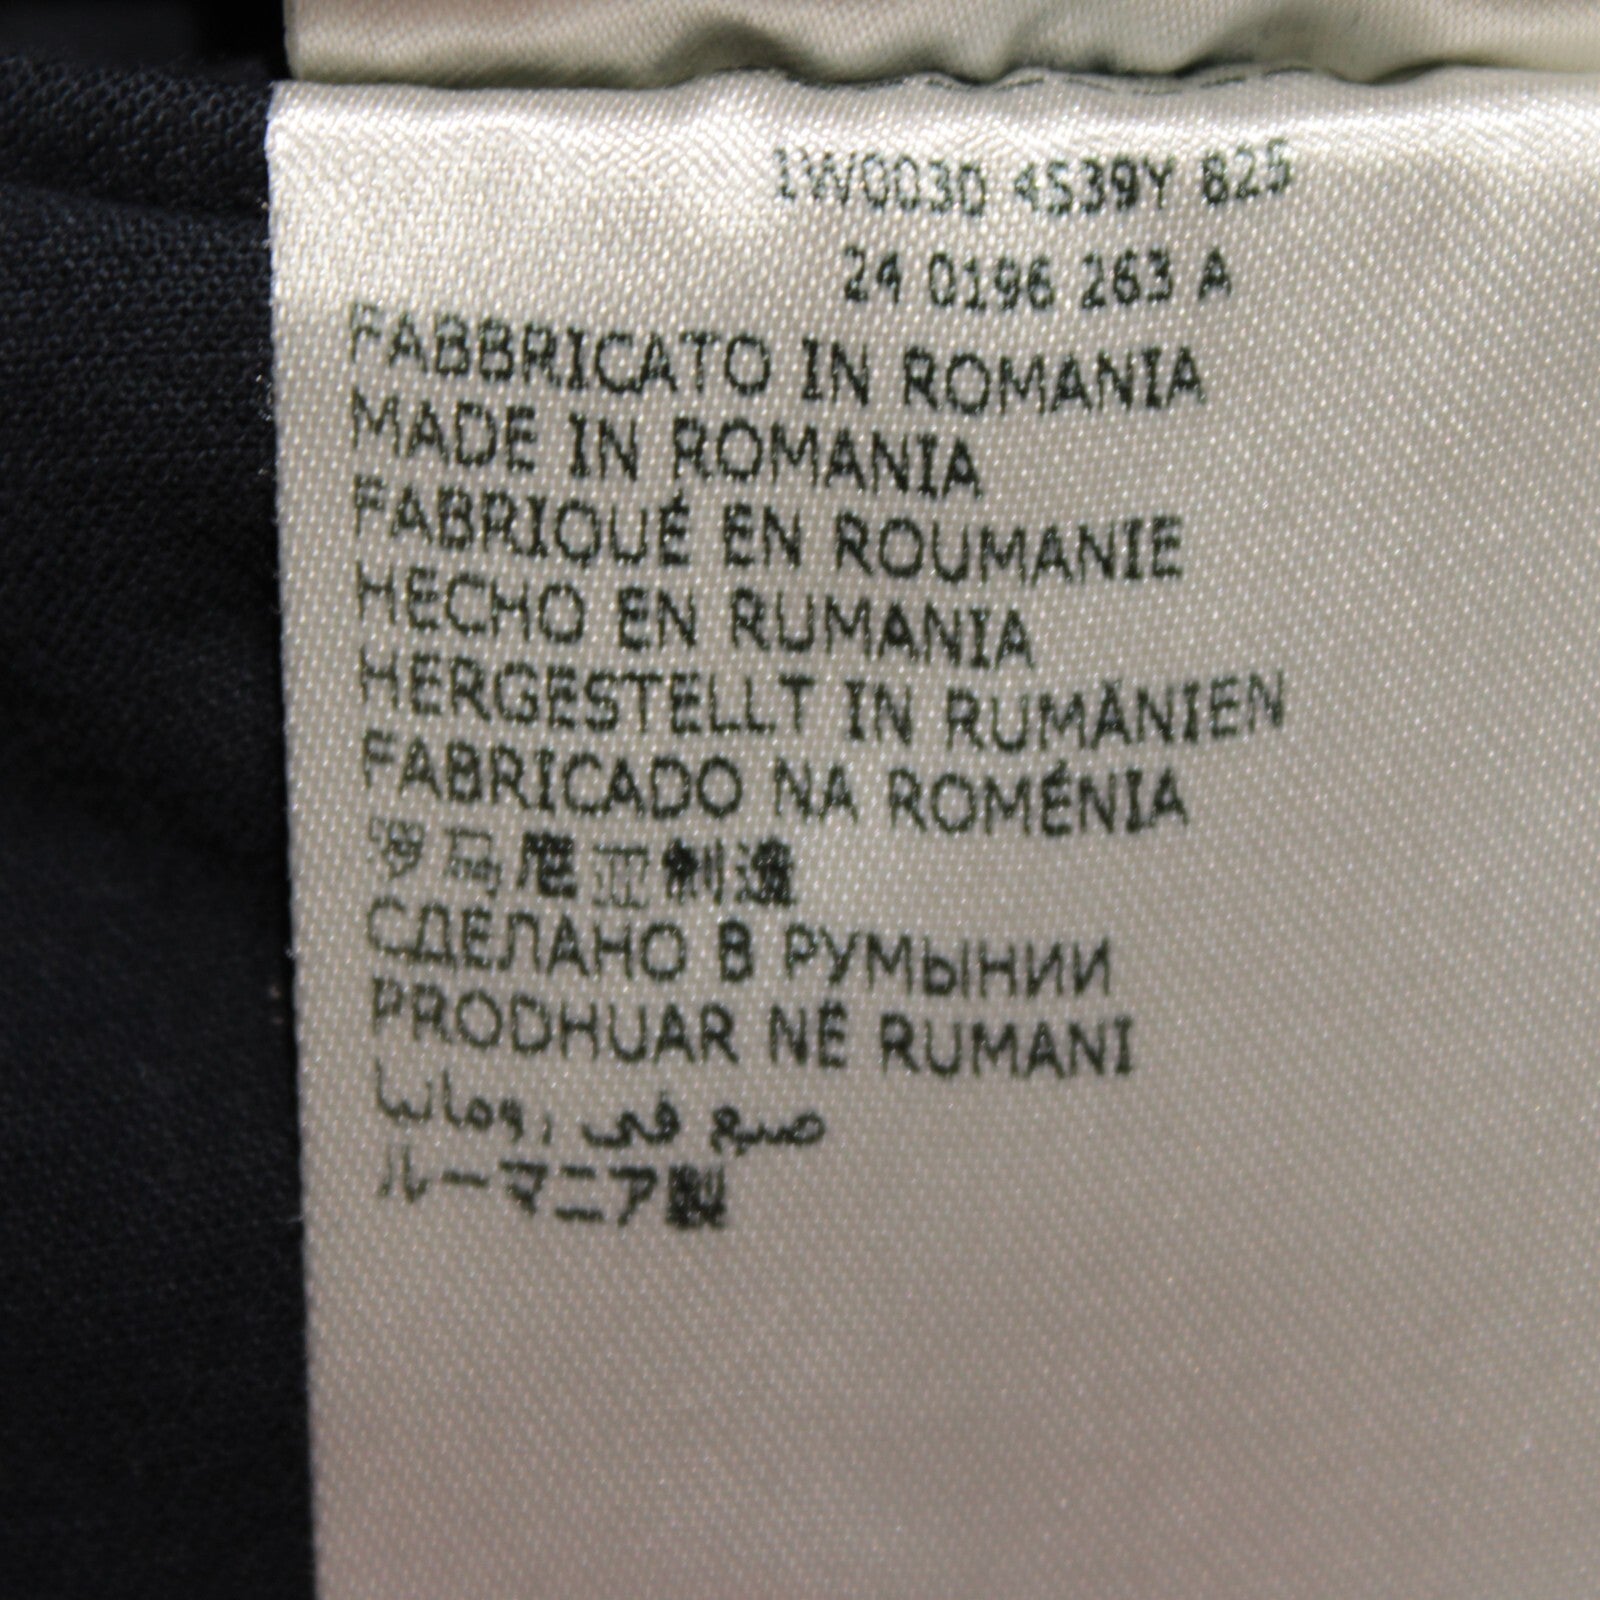 1W0030 4S39Y 825
24 0196 263 A
FABBRICATO IN ROMANIA
MADE IN ROMANIA
FABRIQUÉ EN ROUMANIE
HECHO EN RUMANIA
HERGESTELLT IN RUMÄNIEN
FABRICADO NA ROMÉNIA
罗马尼亚制造
СДЕЛАНО В РУМЫНИИ
PRODHUAR NË RUMANI
صنع في رومانيا
ルーマニア製